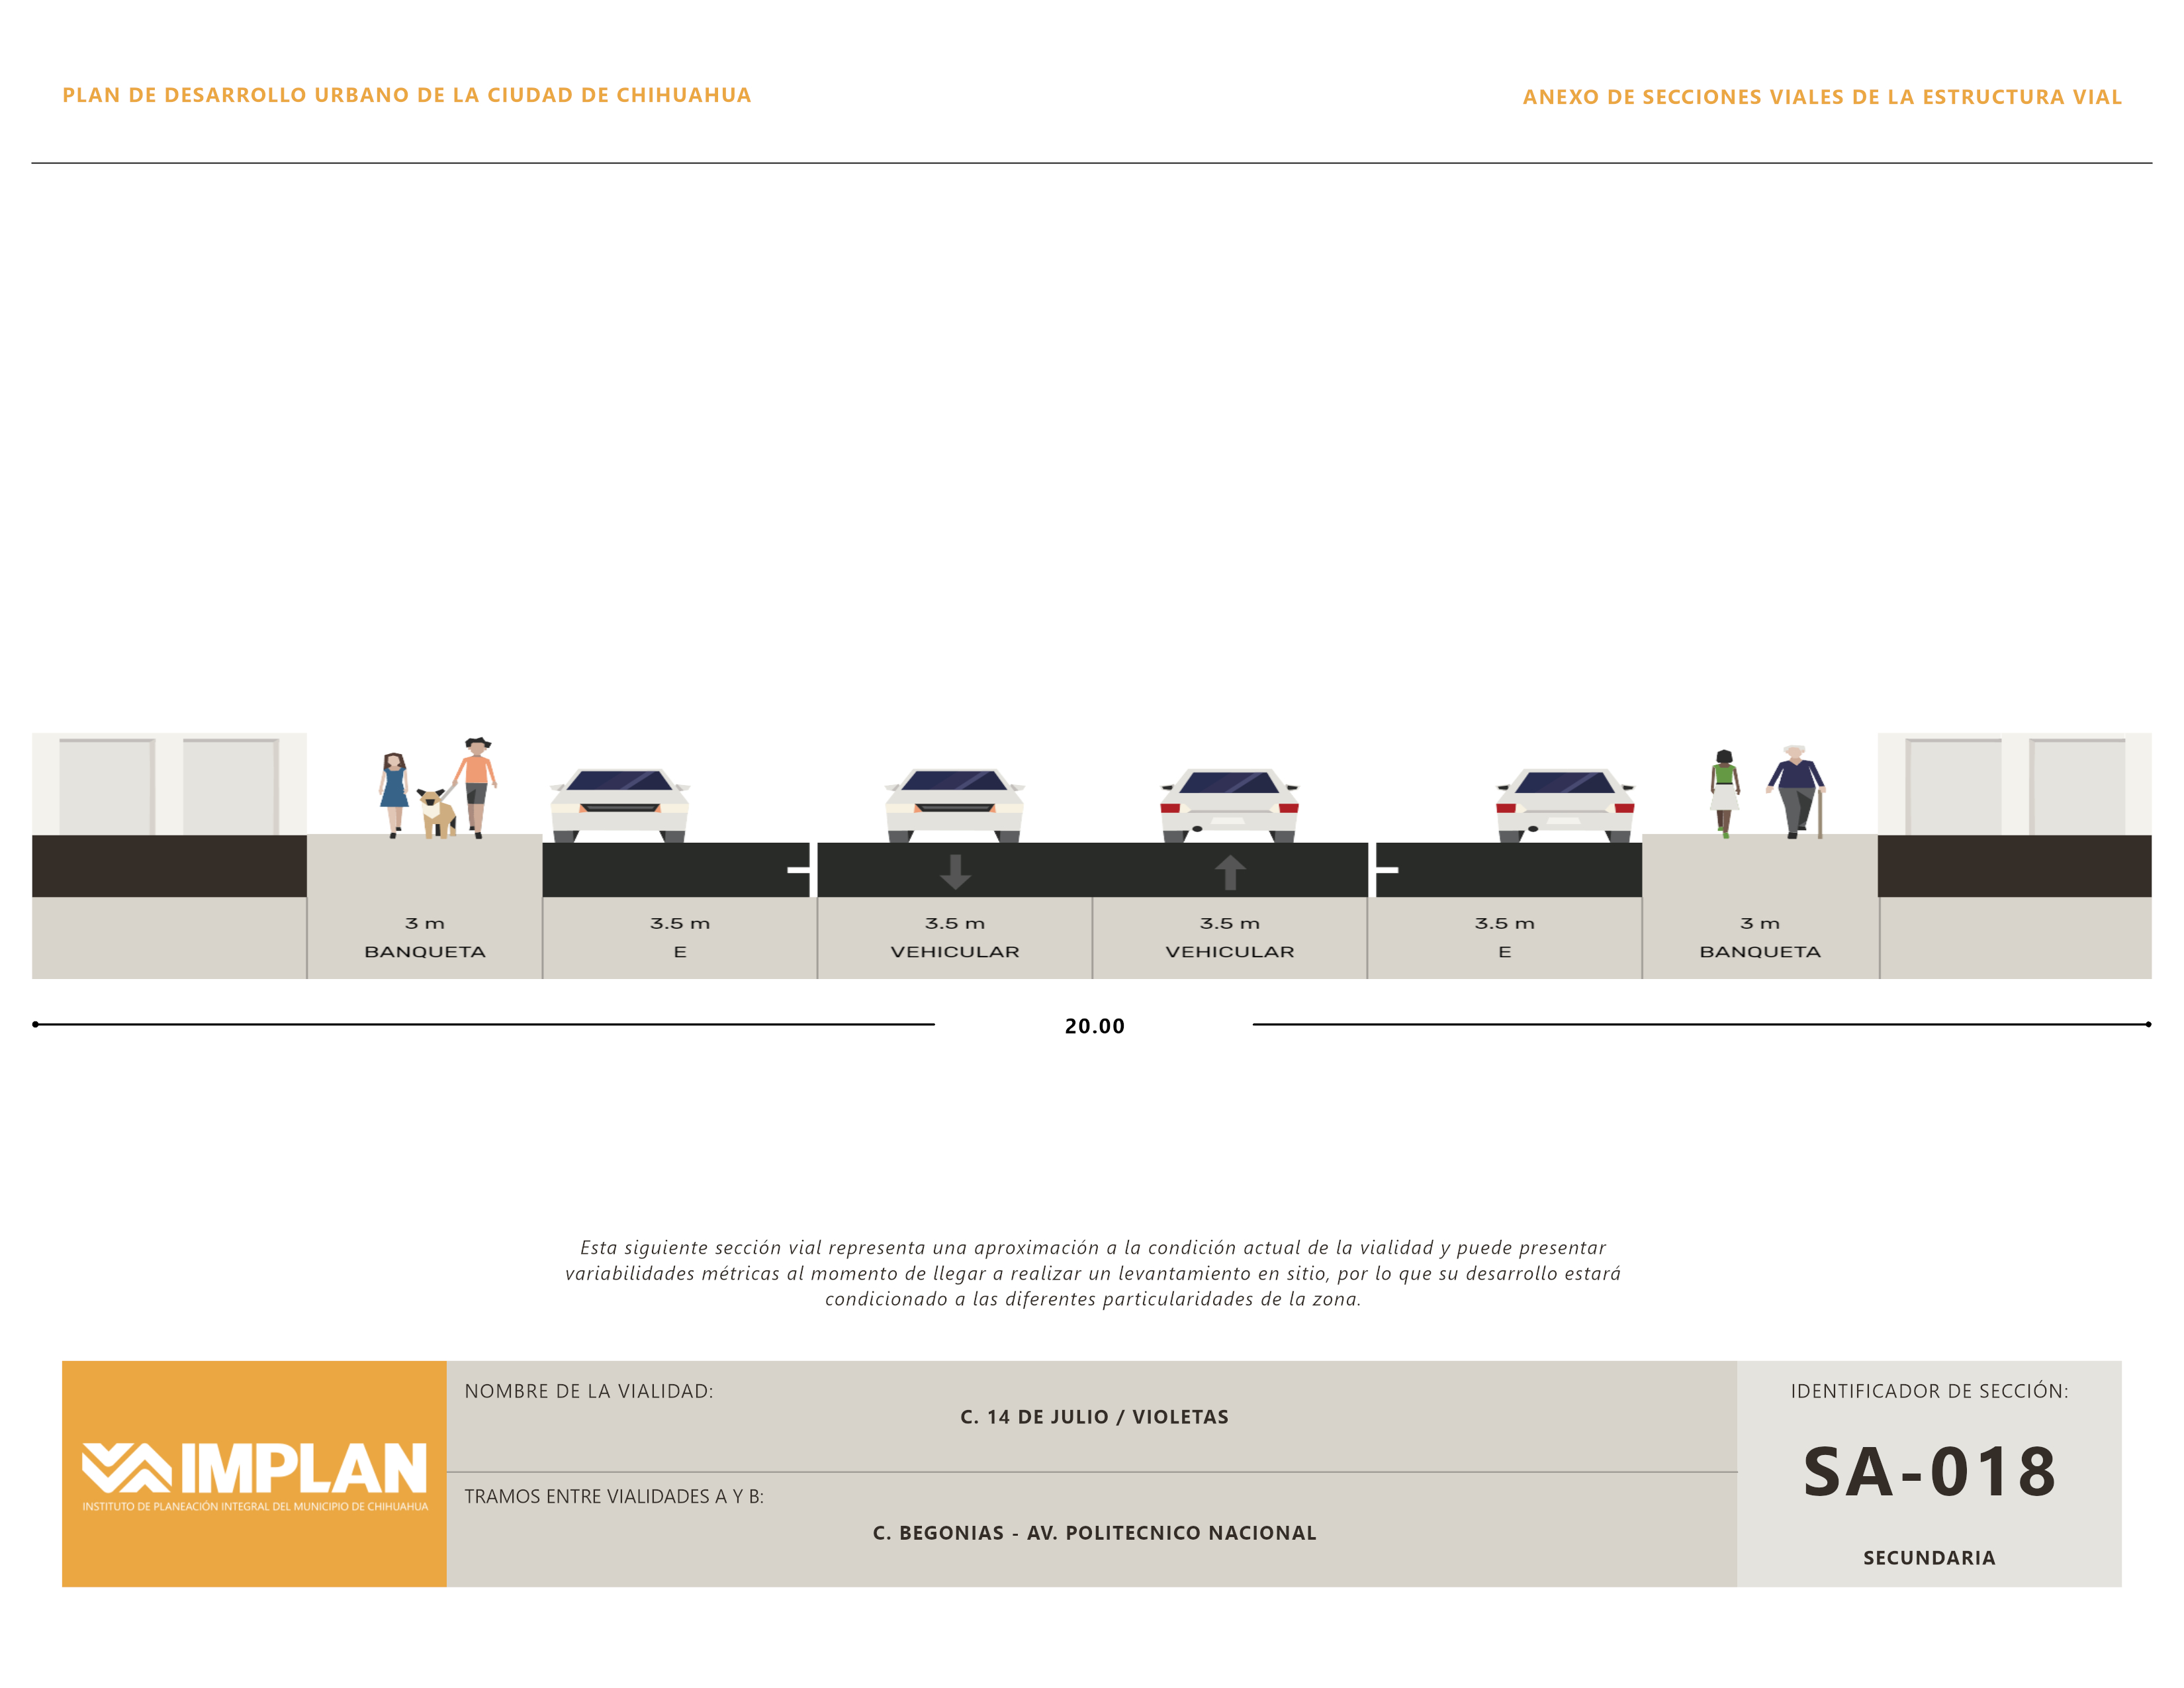 PLAN DE DESARROLLO URBANO DE LA CIUDAD DE CHIHUAHUA
ANEXO DE SECCIONES VIALES DE LA ESTRUCTURA VIAL
3 m
BANQUETA
3.5 m
E
3.5 m
VEHICULAR
3.5 m
VEHICULAR
3.5 m
E
3 m
BANQUETA
20.00
Esta siguiente sección vial representa una aproximación a la condición actual de la vialidad y puede presentar
variabilidades métricas al momento de llegar a realizar un levantamiento en sitio, por lo que su desarrollo estará
condicionado a las diferentes particularidades de la zona.
IMPLAN
INSTITUTO DE PLANEACIÓN INTEGRAL DEL MUNICIPIO DE CHIHUAHUA
NOMBRE DE LA VIALIDAD:
C. 14 DE JULIO / VIOLETAS
TRAMOS ENTRE VIALIDADES A Y B:
C. BEGONIAS - AV. POLITECNICO NACIONAL
IDENTIFICADOR DE SECCIÓN:
SA-018
SECUNDARIA